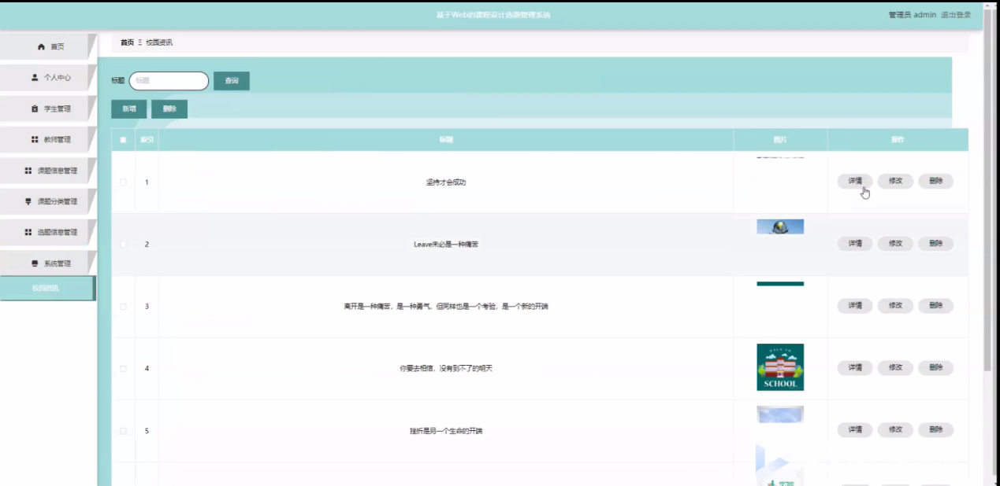 基于Web的课程设计选题管理系统
管理员 admin 退出登录
首页
个人中心
学生管理
教师管理
课题信息管理
课题分类管理
选题信息管理
系统管理
校园资讯
首页 Ξ 校园资讯
标题 标题 查询
新增 删除
索引 标题 图片 操作
1 坚持才会成功 详情 修改 删除
2 Leave未必是一种痛苦 详情 修改 删除
3 离开是一种痛苦，是一种勇气，但同样也是一个考验，是一个新的开端 详情 修改 删除
4 你要去相信，没有到不了的明天 SCHOOL 详情 修改 删除
5 挫折是另一个生命的开端 详情 修改 删除